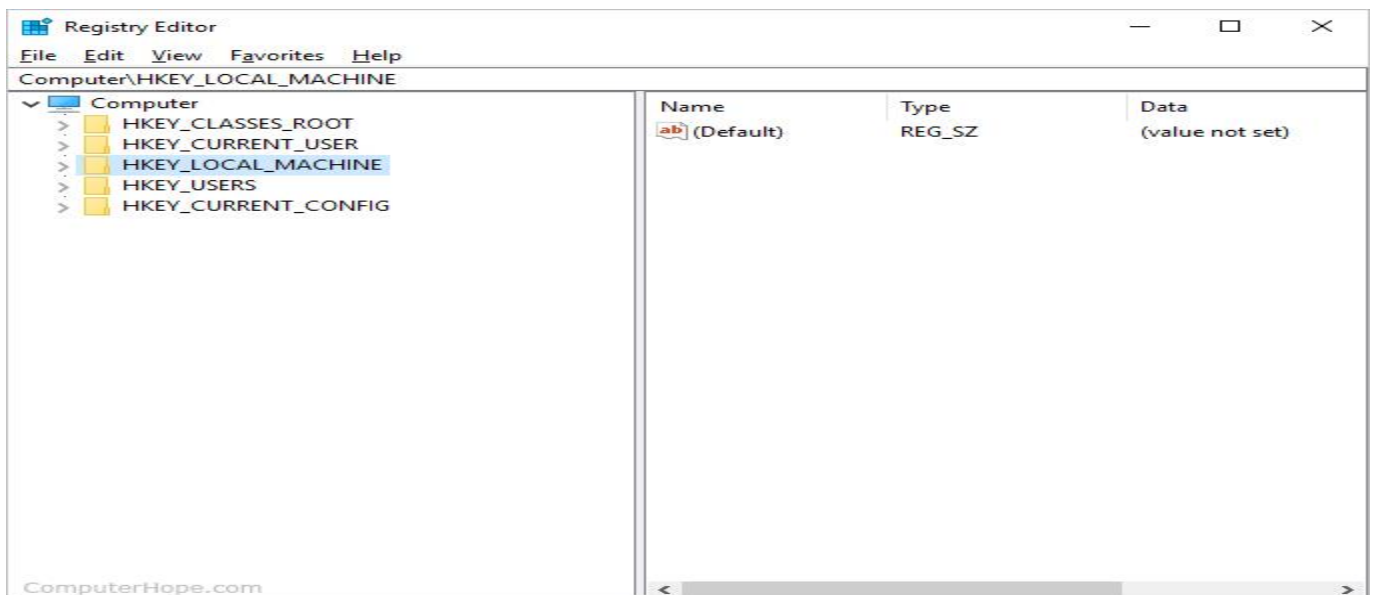 Registry Editor
File Edit View Favorites Help
Computer\HKEY_LOCAL_MACHINE
Computer
HKEY_CLASSES_ROOT
HKEY_CURRENT_USER
HKEY_LOCAL_MACHINE
HKEY_USERS
HKEY_CURRENT_CONFIG
Name Type Data
ab (Default) REG_SZ (value not set)
ComputerHope.com